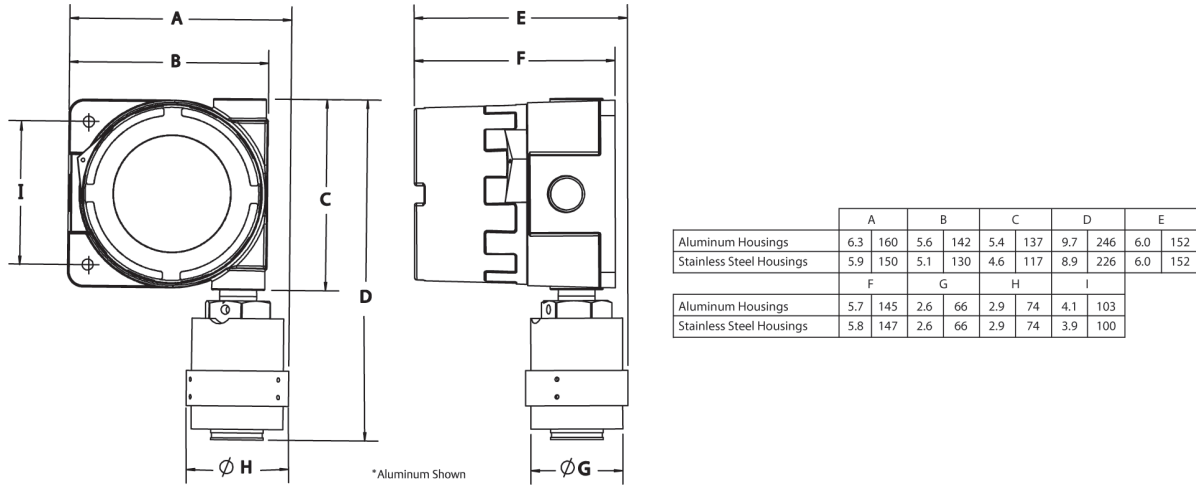 A
B
E
F
I
C
D
Ø H
Ø G
*Aluminum Shown
A B C D E
Aluminum Housings 6.3 160 5.6 142 5.4 137 9.7 246 6.0 152
Stainless Steel Housings 5.9 150 5.1 130 4.6 117 8.9 226 6.0 152
F G H I
Aluminum Housings 5.7 145 2.6 66 2.9 74 4.1 103
Stainless Steel Housings 5.8 147 2.6 66 2.9 74 3.9 100